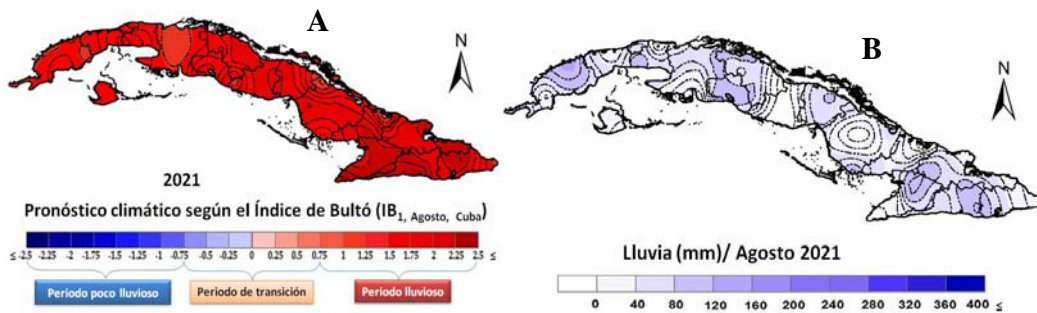 A
N
2021
Pronóstico climático según el Índice de Bultó (IB1, Agosto, Cuba)
≤ -2.5 -2.25 -2 -1.75 -1.5 -1.25 -1 -0.75 -0.5 -0.25 0 0.25 0.5 0.75 1 1.25 1.5 1.75 2 2.25 2.5 ≤
Periodo poco lluvioso Periodo de transición Periodo lluvioso
B
N
Lluvia (mm)/ Agosto 2021
0 40 80 120 160 200 240 280 320 360 400 ≤